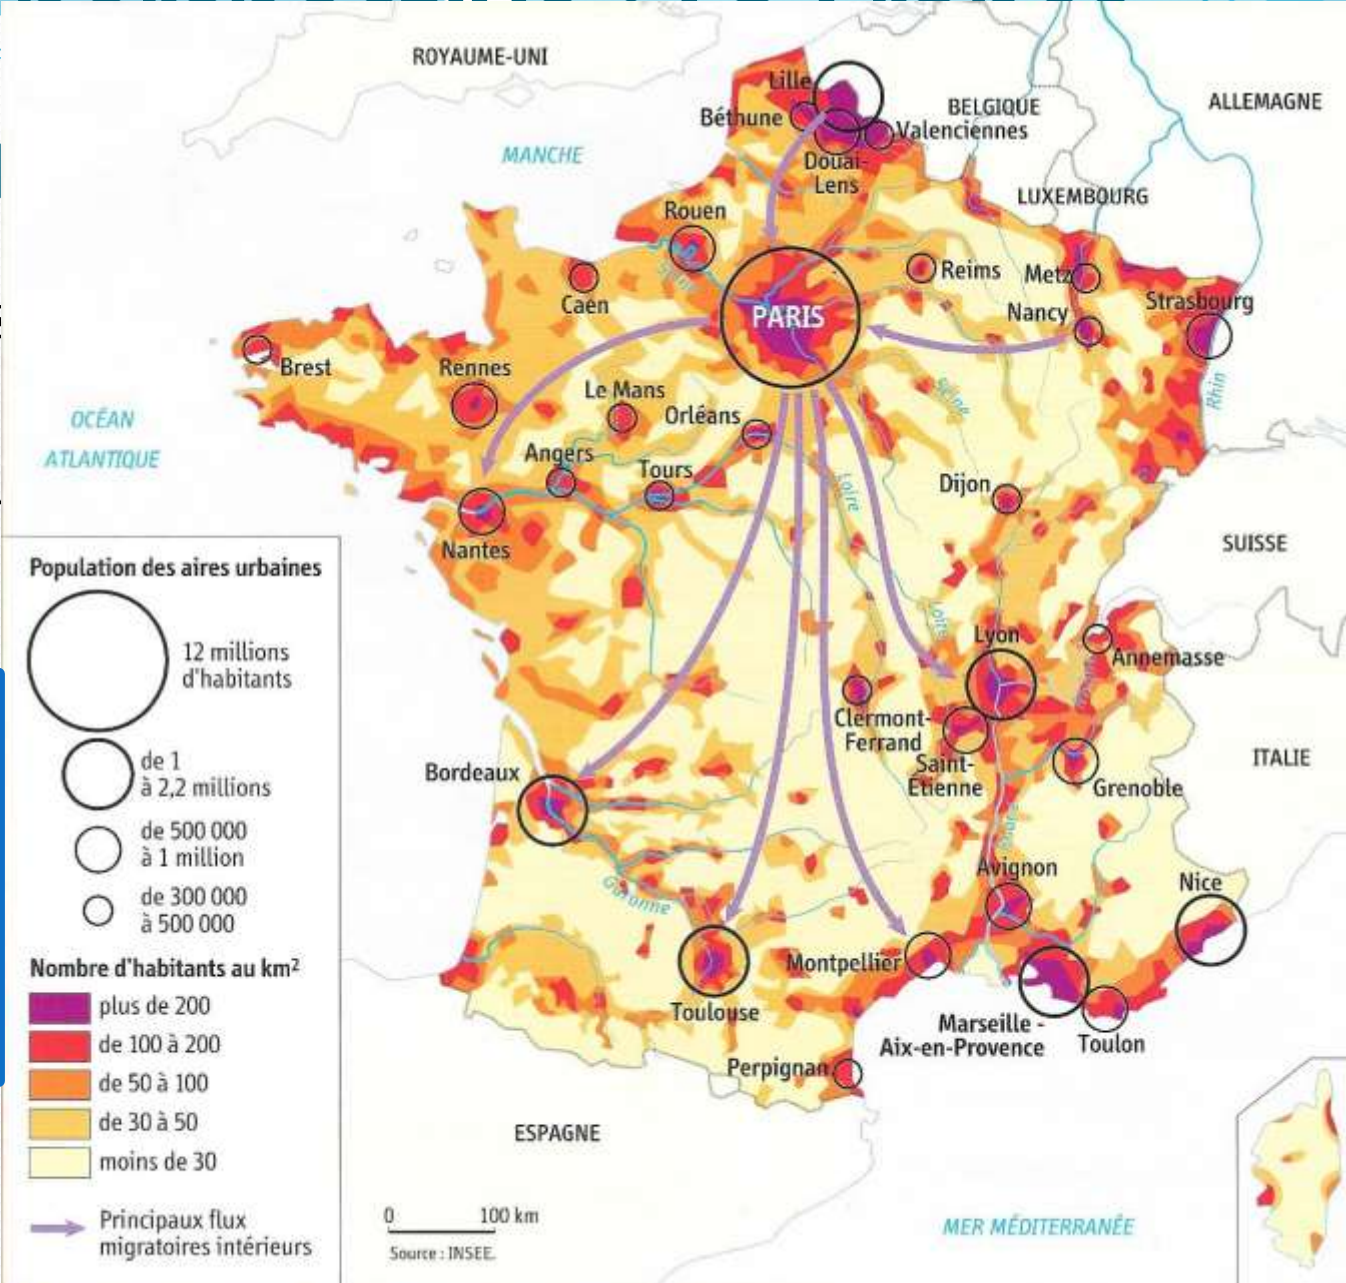 ROYAUME-UNI
Lille
BELGIQUE
ALLEMAGNE
Béthune
Valenciennes
MANCHE
Douai-
Lens
LUXEMBOURG
Rouen
Seine
Reims
Metz
Caen
Strasbourg
Nancy
PARIS
Brest
Rennes
Le Mans
Seine
Rhin
OCÉAN
ATLANTIQUE
Orléans
Angers
Tours
Loire
Dijon
Nantes
SUISSE
Loire
Lyon
Annemasse
Clermont-
Ferrand
Saint-
Étienne
ITALIE
Bordeaux
Grenoble
Rhône
Avignon
Nice
Garonne
Montpellier
Toulouse
Marseille -
Aix-en-Provence
Toulon
Perpignan
ESPAGNE
MER MÉDITERRANÉE
Population des aires urbaines
12 millions
d'habitants
de 1
à 2,2 millions
de 500 000
à 1 million
de 300 000
à 500 000
Nombre d'habitants au km²
plus de 200
de 100 à 200
de 50 à 100
de 30 à 50
moins de 30
Principaux flux
migratoires intérieurs
0 100 km
Source : INSEE.